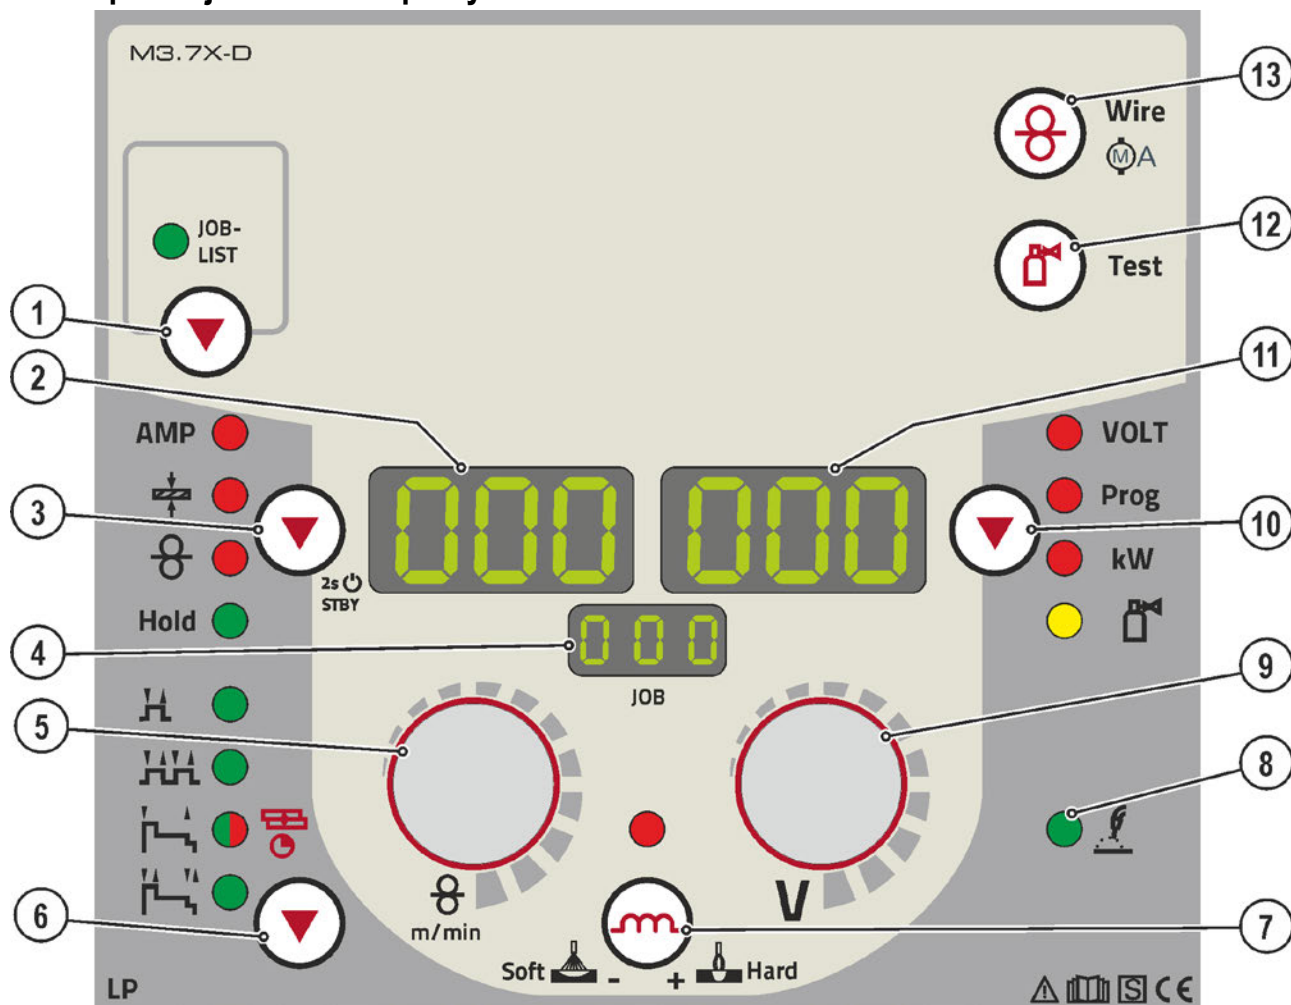 M3.7X-D
13
Wire
M A
12
JOB-
LIST
Test
1
11
2
AMP
VOLT
3
Prog
10
000
000
kW
2s
STBY
Hold
4
000
9
JOB
5
8
6
m/min
V
7
Soft - + Hard
LP
S CE